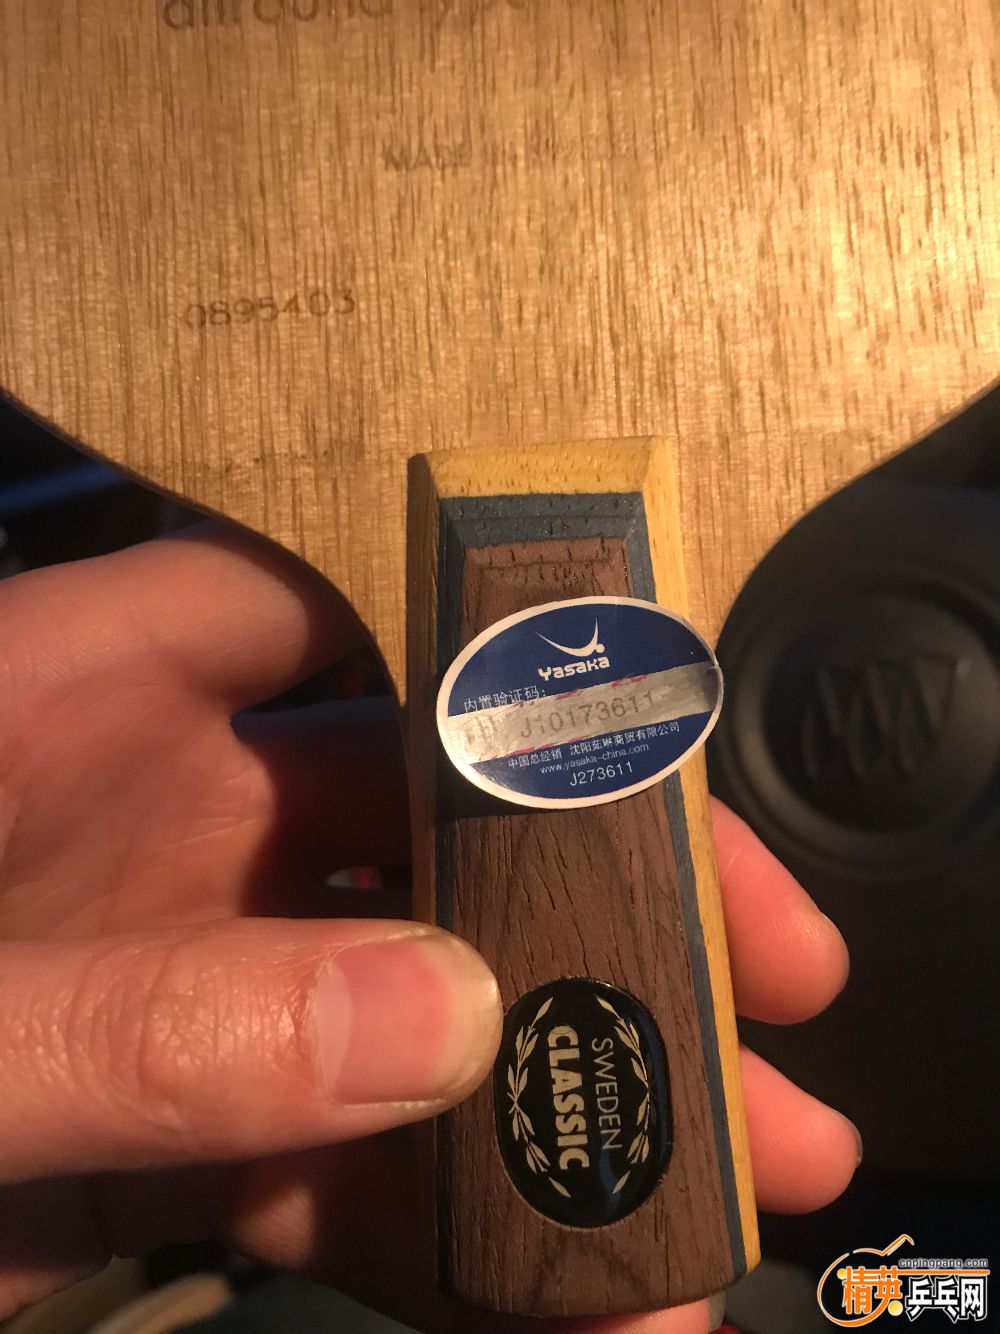 allround
MADE
0895403
Yasaka
内置验证码：
J10173611
中国总经销 沈阳茹琳商贸有限公司
www.yasaka-china.com
J273611
SWEDEN
CLASSIC
cnpingpang.com
精英乒乓网